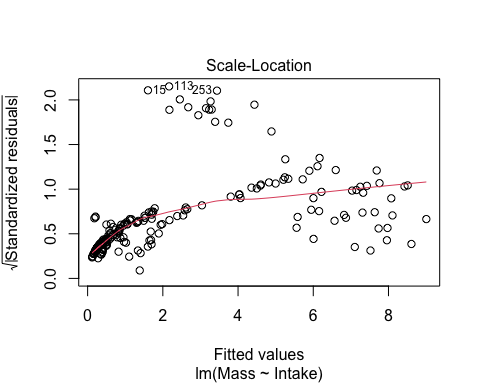 Scale-Location
√|Standardized residuals|
2.0
1.5
1.0
0.5
0.0
15
113
253
0 2 4 6 8
Fitted values
lm(Mass ~ Intake)